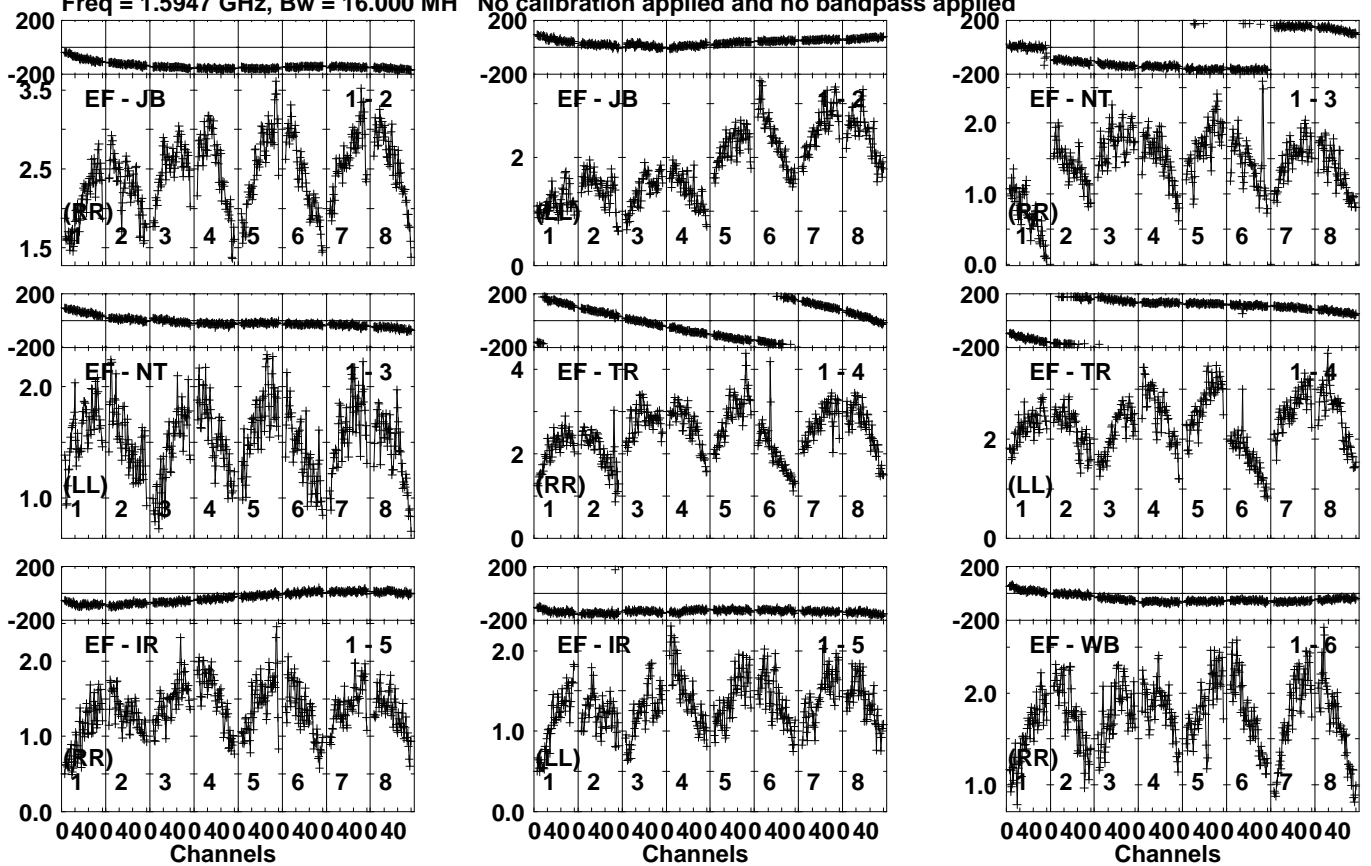 Freq = 1.5947 GHz, Bw = 16.000 MH No calibration applied and no bandpass applied
200
-200
3.5
2.5
1.5
EF - JB 1 - 2
(RR)
1 2 3 4 5 6 7 8
200
-200
2
0
EF - JB 1 - 2
(LL)
1 2 3 4 5 6 7 8
200
-200
2.0
1.0
0.0
EF - NT 1 - 3
(RR)
1 2 3 4 5 6 7 8
200
-200
2.0
1.0
EF - NT 1 - 3
(LL)
1 2 3 4 5 6 7 8
200
-200
4
2
0
EF - TR 1 - 4
(RR)
1 2 3 4 5 6 7 8
200
-200
2
0
EF - TR 1 - 4
(LL)
1 2 3 4 5 6 7 8
200
-200
2.0
1.0
0.0
EF - IR 1 - 5
(RR)
1 2 3 4 5 6 7 8
0 40 0 40 0 40 0 40 0 40 0 40 0 40 0 40
Channels
200
-200
2.0
1.0
0.0
EF - IR 1 - 5
(LL)
1 2 3 4 5 6 7 8
0 40 0 40 0 40 0 40 0 40 0 40 0 40 0 40
Channels
200
-200
2.0
1.0
EF - WB 1 - 6
(RR)
1 2 3 4 5 6 7 8
0 40 0 40 0 40 0 40 0 40 0 40 0 40 0 40
Channels